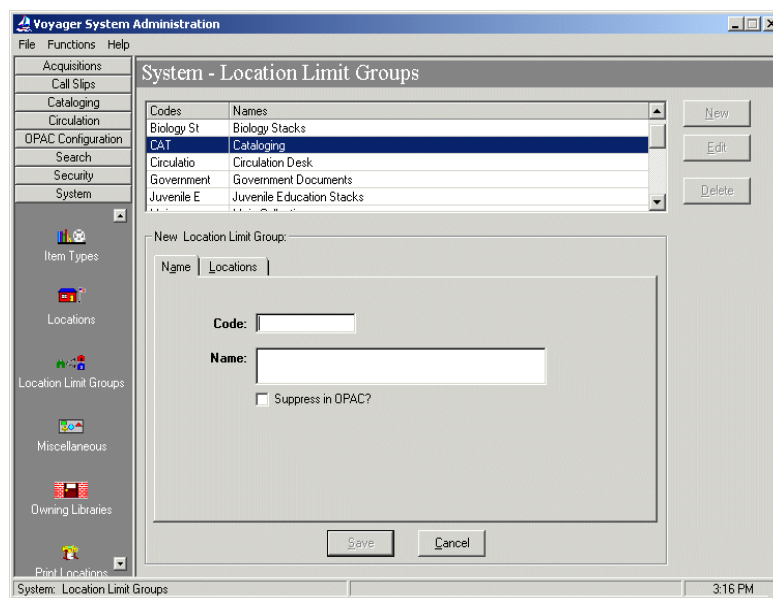 Voyager System Administration
File Functions Help
Acquisitions
Call Slips
Cataloging
Circulation
OPAC Configuration
Search
Security
System
Item Types
Locations
Location Limit Groups
Miscellaneous
Owning Libraries
Print Locations
System - Location Limit Groups
Codes Names
Biology St Biology Stacks
CAT Cataloging
Circulatio Circulation Desk
Government Government Documents
Juvenile E Juvenile Education Stacks
New
Edit
Delete
New Location Limit Group:
Name Locations
Code:
Name:
Suppress in OPAC?
Save Cancel
System: Location Limit Groups 3:16 PM